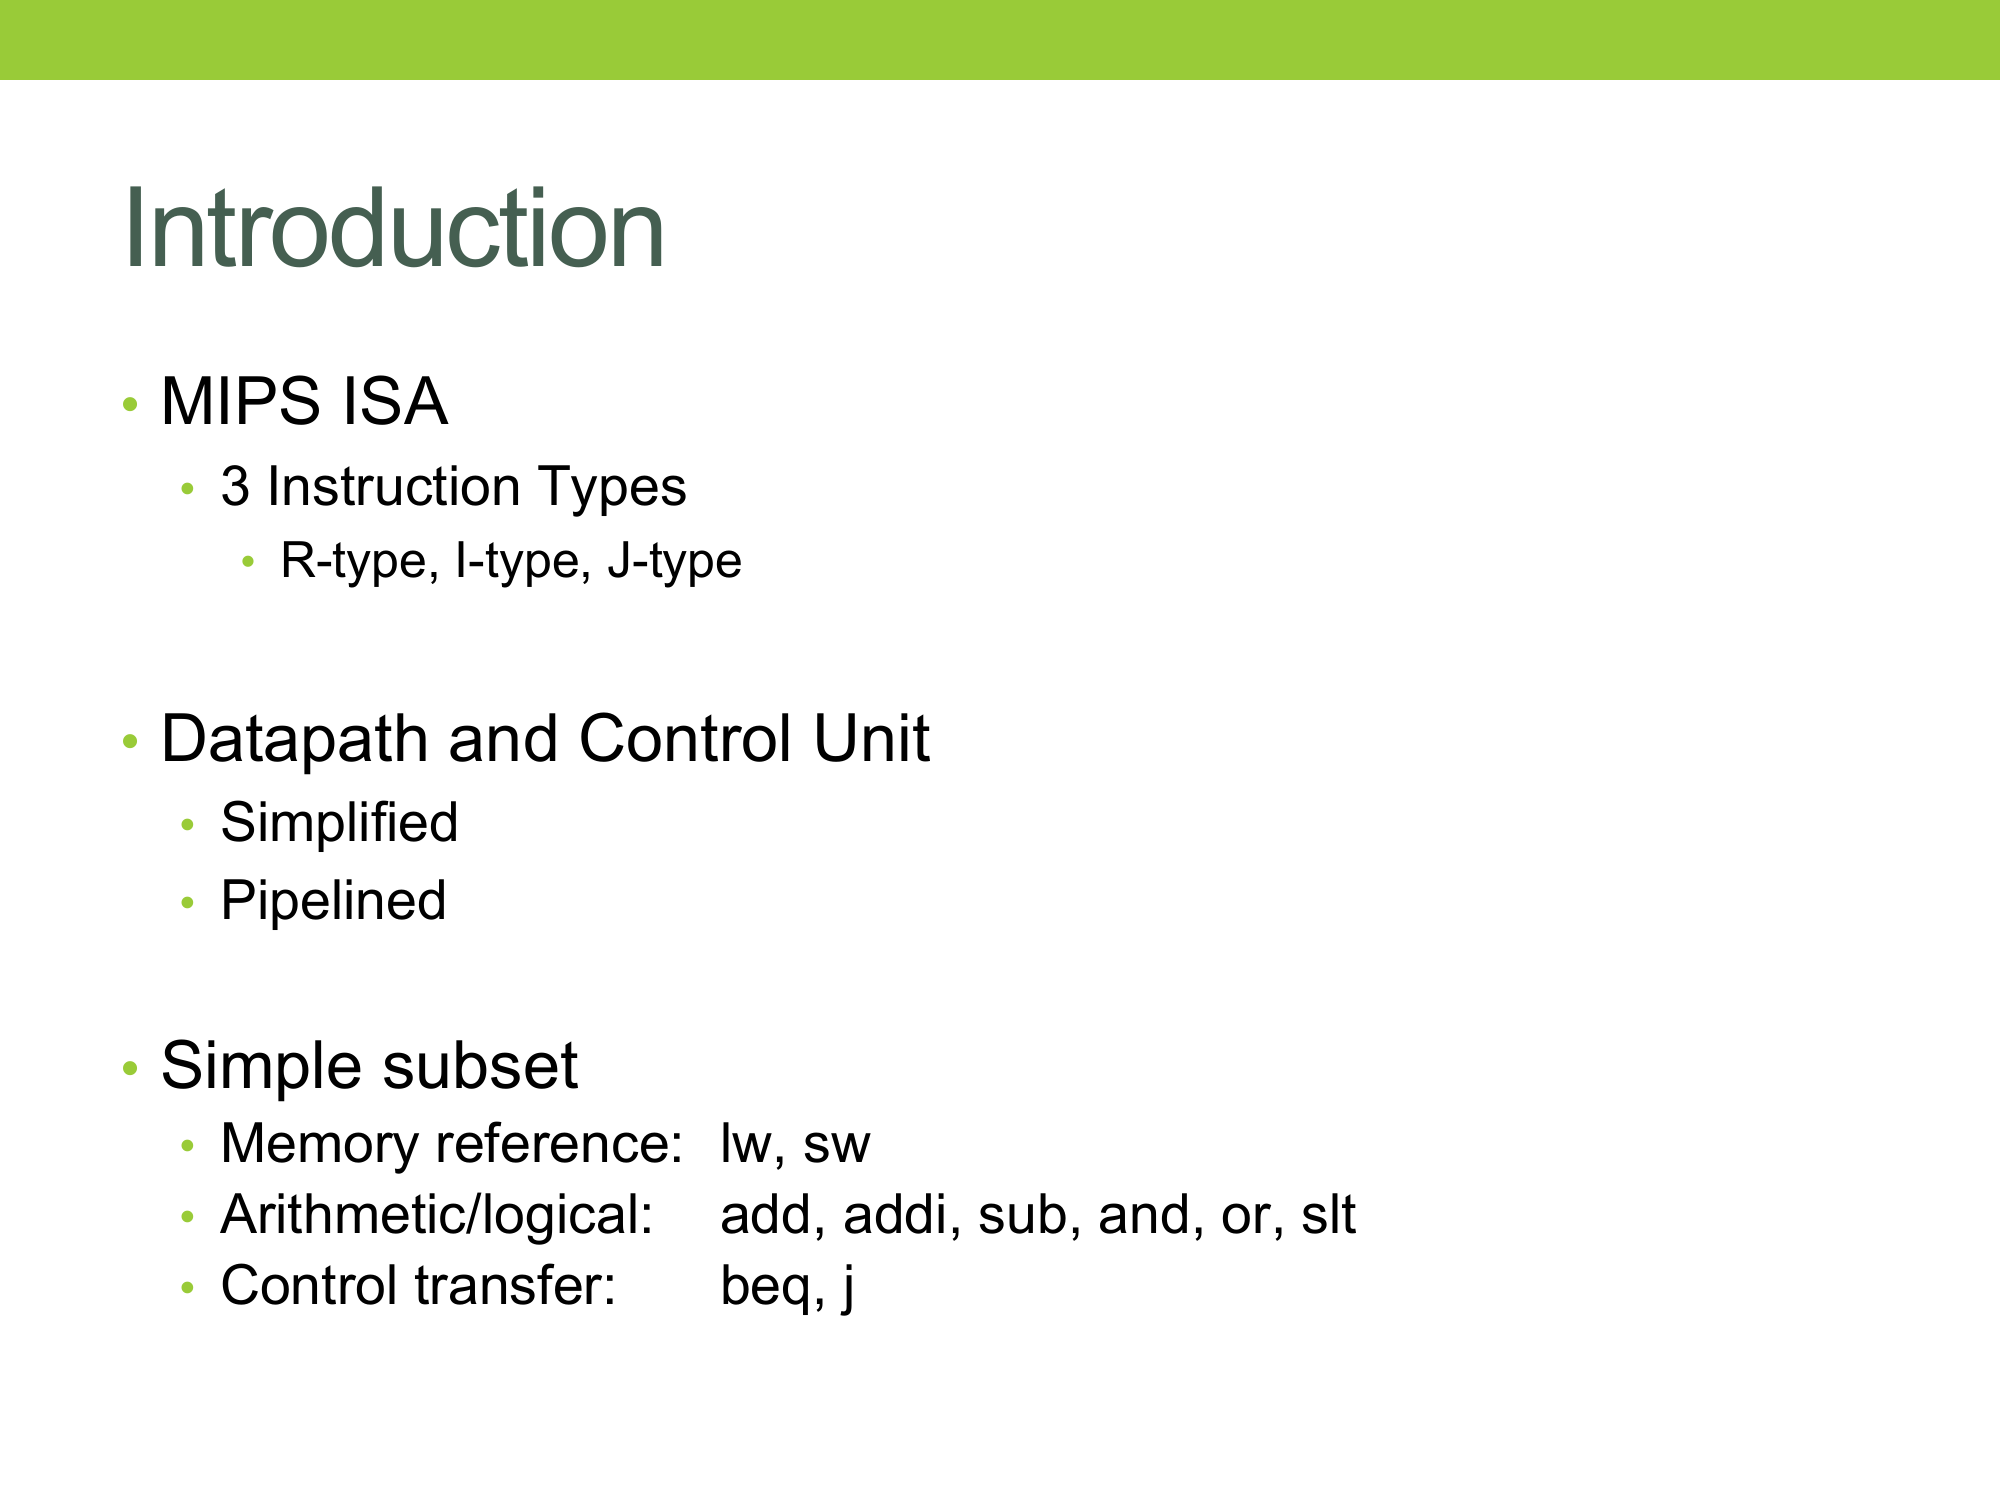 Introduction
• MIPS ISA
• 3 Instruction Types
• R-type, I-type, J-type
• Datapath and Control Unit
• Simplified
• Pipelined
• Simple subset
• Memory reference: lw, sw
• Arithmetic/logical: add, addi, sub, and, or, slt
• Control transfer: beq, j